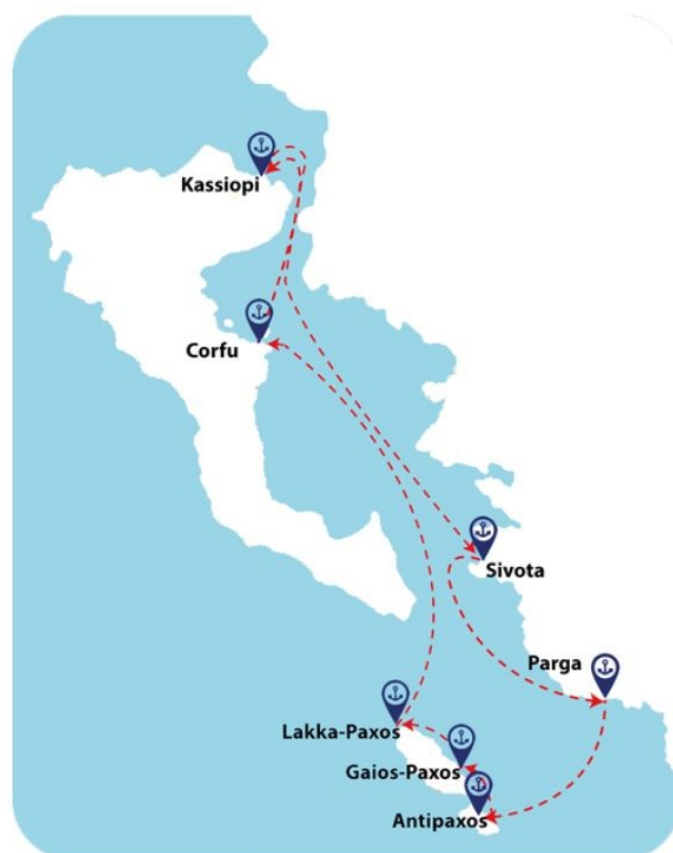 Kassiopi
Corfu
Sivota
Parga
Lakka-Paxos
Gaios-Paxos
Antipaxos